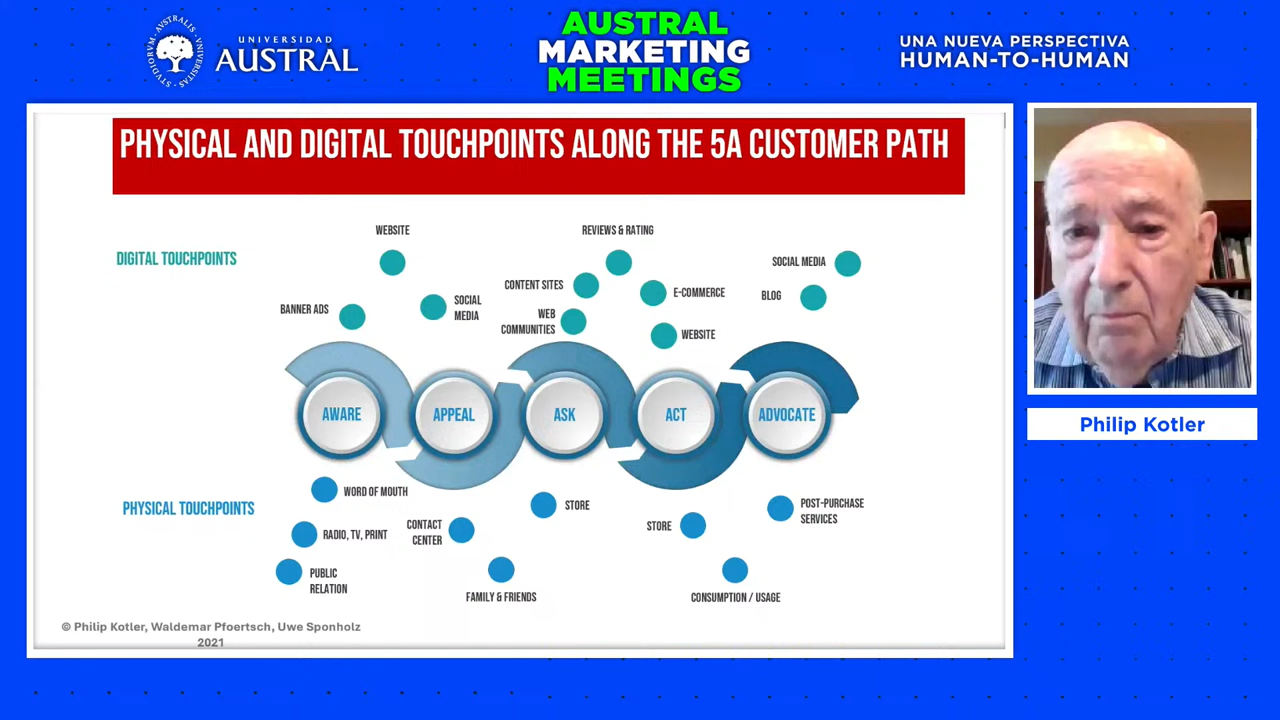 UNIVERSIDAD
AUSTRAL
AUSTRAL
MARKETING
MEETINGS
UNA NUEVA PERSPECTIVA
HUMAN-TO-HUMAN
PHYSICAL AND DIGITAL TOUCHPOINTS ALONG THE 5A CUSTOMER PATH
DIGITAL TOUCHPOINTS
WEBSITE
BANNER ADS
SOCIAL
MEDIA
REVIEWS & RATING
CONTENT SITES
WEB
COMMUNITIES
E-COMMERCE
WEBSITE
SOCIAL MEDIA
BLOG
AWARE
APPEAL
ASK
ACT
ADVOCATE
PHYSICAL TOUCHPOINTS
WORD OF MOUTH
RADIO, TV, PRINT
PUBLIC
RELATION
CONTACT
CENTER
FAMILY & FRIENDS
STORE
STORE
CONSUMPTION / USAGE
POST-PURCHASE
SERVICES
© Philip Kotler, Waldemar Pfoertsch, Uwe Sponholz
2021
Philip Kotler